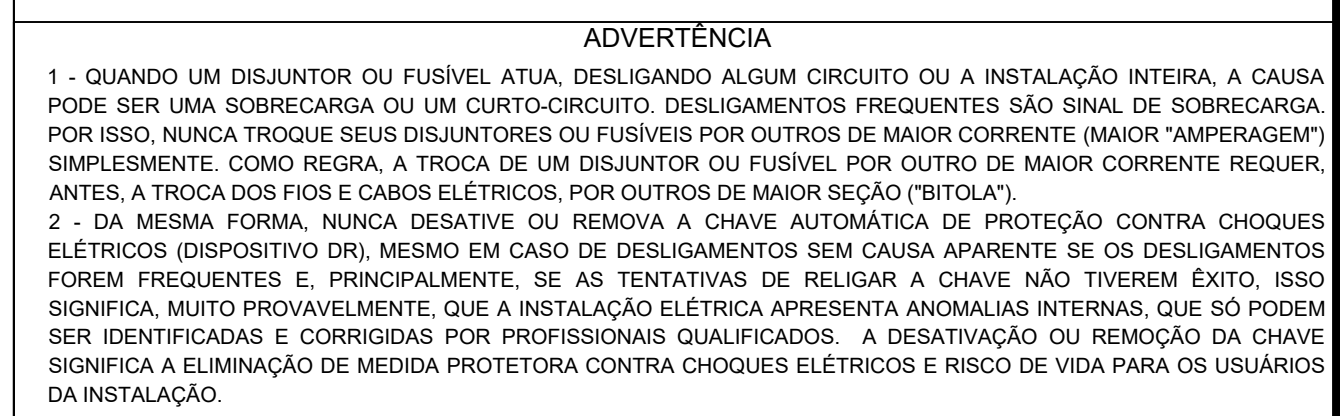 ADVERTÊNCIA
1 - QUANDO UM DISJUNTOR OU FUSÍVEL ATUA, DESLIGANDO ALGUM CIRCUITO OU A INSTALAÇÃO INTEIRA, A CAUSA
PODE SER UMA SOBRECARGA OU UM CURTO-CIRCUITO. DESLIGAMENTOS FREQUENTES SÃO SINAL DE SOBRECARGA.
POR ISSO, NUNCA TROQUE SEUS DISJUNTORES OU FUSÍVEIS POR OUTROS DE MAIOR CORRENTE (MAIOR "AMPERAGEM")
SIMPLESMENTE. COMO REGRA, A TROCA DE UM DISJUNTOR OU FUSÍVEL POR OUTRO DE MAIOR CORRENTE REQUER,
ANTES, A TROCA DOS FIOS E CABOS ELÉTRICOS, POR OUTROS DE MAIOR SEÇÃO ("BITOLA").
2 - DA MESMA FORMA, NUNCA DESATIVE OU REMOVA A CHAVE AUTOMÁTICA DE PROTEÇÃO CONTRA CHOQUES
ELÉTRICOS (DISPOSITIVO DR), MESMO EM CASO DE DESLIGAMENTOS SEM CAUSA APARENTE SE OS DESLIGAMENTOS
FOREM FREQUENTES E, PRINCIPALMENTE, SE AS TENTATIVAS DE RELIGAR A CHAVE NÃO TIVEREM ÊXITO, ISSO
SIGNIFICA, MUITO PROVAVELMENTE, QUE A INSTALAÇÃO ELÉTRICA APRESENTA ANOMALIAS INTERNAS, QUE SÓ PODEM
SER IDENTIFICADAS E CORRIGIDAS POR PROFISSIONAIS QUALIFICADOS. A DESATIVAÇÃO OU REMOÇÃO DA CHAVE
SIGNIFICA A ELIMINAÇÃO DE MEDIDA PROTETORA CONTRA CHOQUES ELÉTRICOS E RISCO DE VIDA PARA OS USUÁRIOS
DA INSTALAÇÃO.